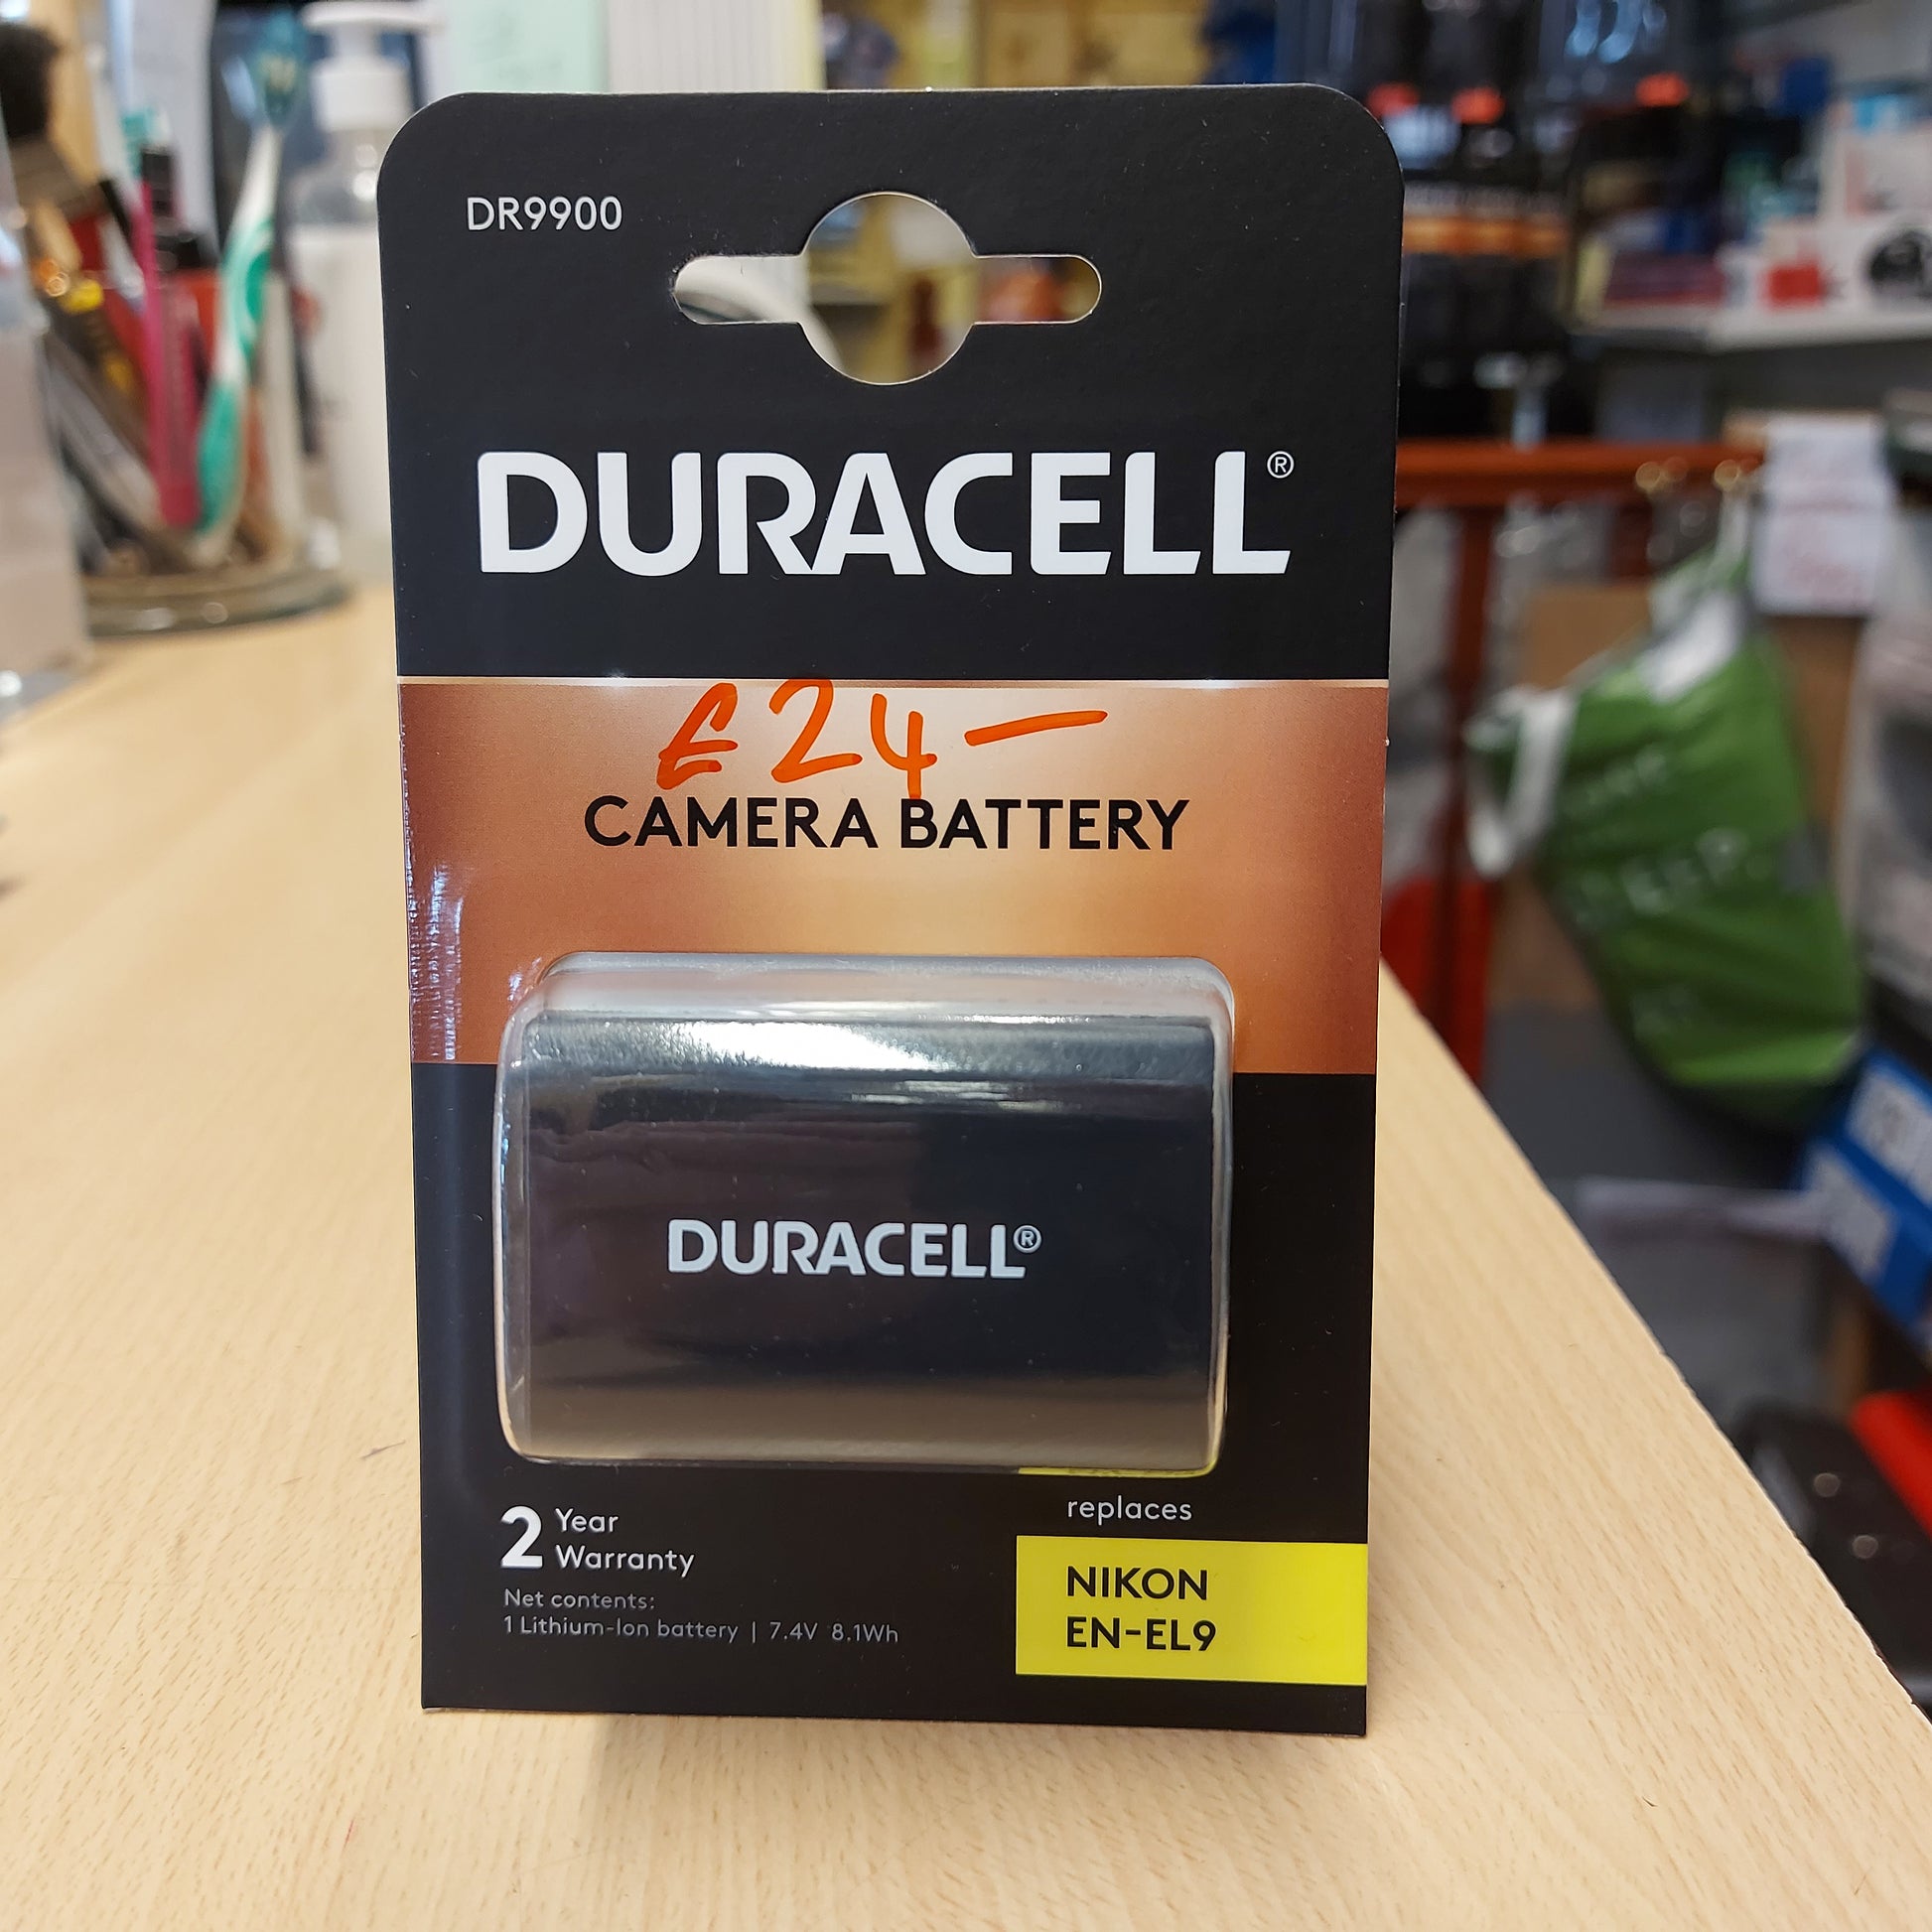 DR9900
DURACELL®
£24-
CAMERA BATTERY
DURACELL®
2 Year
Warranty
Net contents:
1 Lithium-Ion battery | 7.4V 8.1Wh
replaces
NIKON
EN-EL9